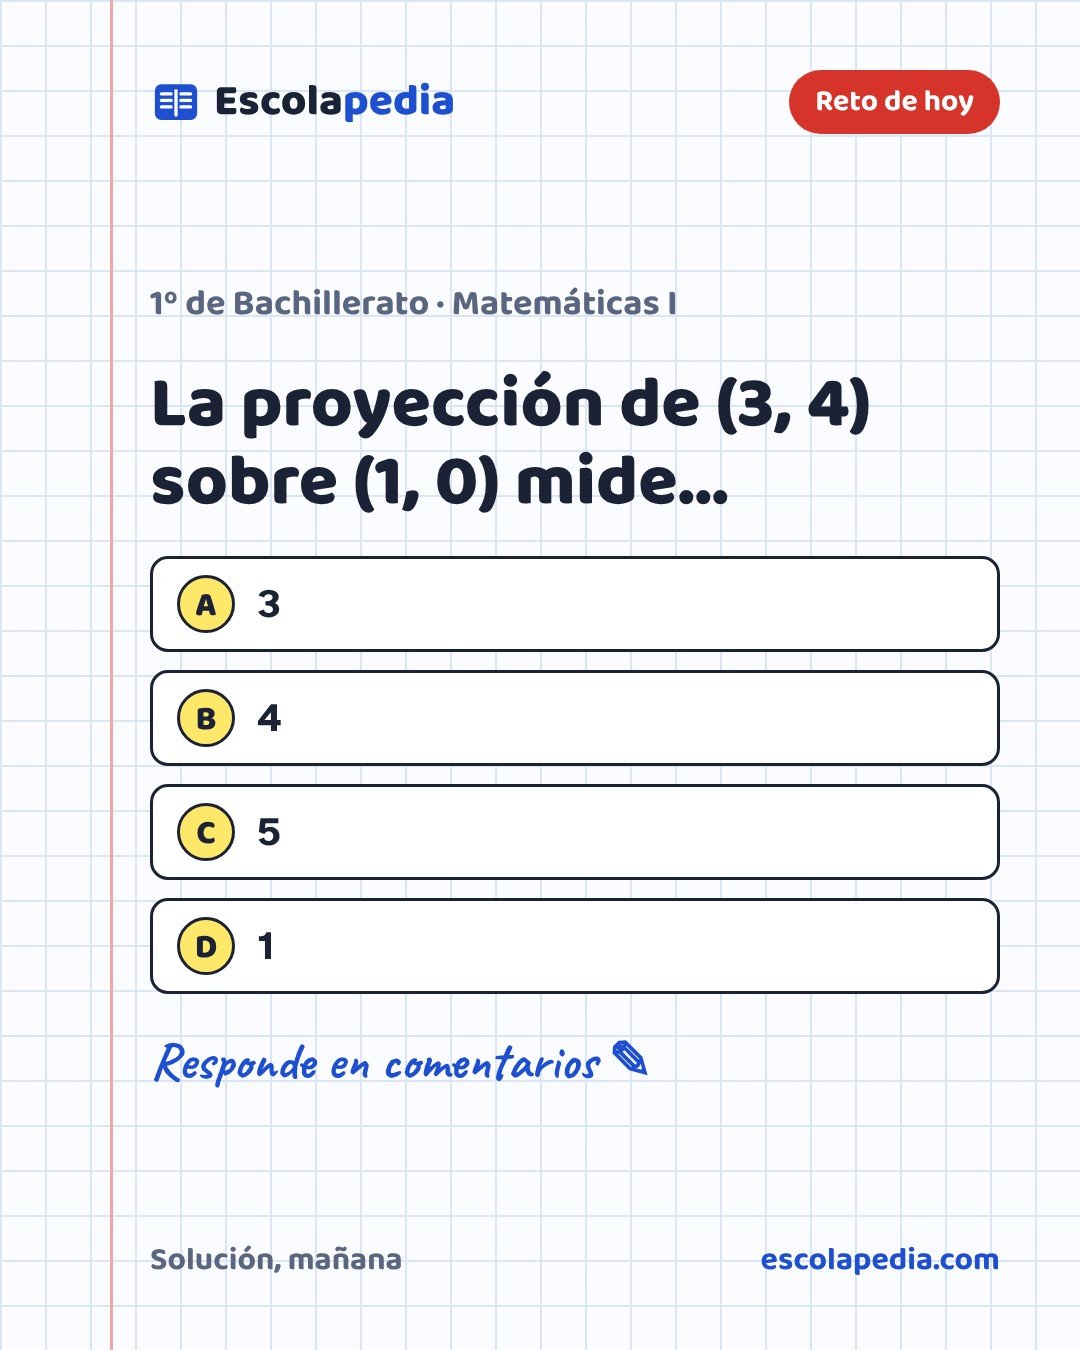 Escolapedia
Reto de hoy
1º de Bachillerato · Matemáticas I
La proyección de (3, 4)
sobre (1, 0) mide...
A 3
B 4
C 5
D 1
Responde en comentarios ✎
Solución, mañana
escolapedia.com